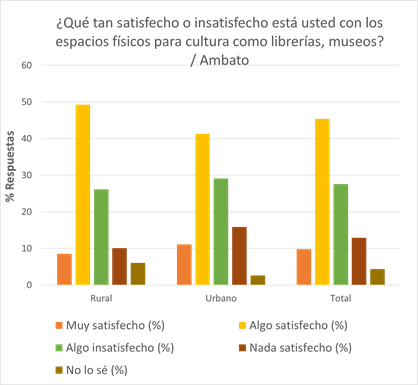 ¿Qué tan satisfecho o insatisfecho está usted con los
espacios físicos para cultura como librerías, museos?
/ Ambato
% Respuestas
60
50
40
30
20
10
0
Rural
Urbano
Total
Muy satisfecho (%)
Algo satisfecho (%)
Algo insatisfecho (%)
Nada satisfecho (%)
No lo sé (%)